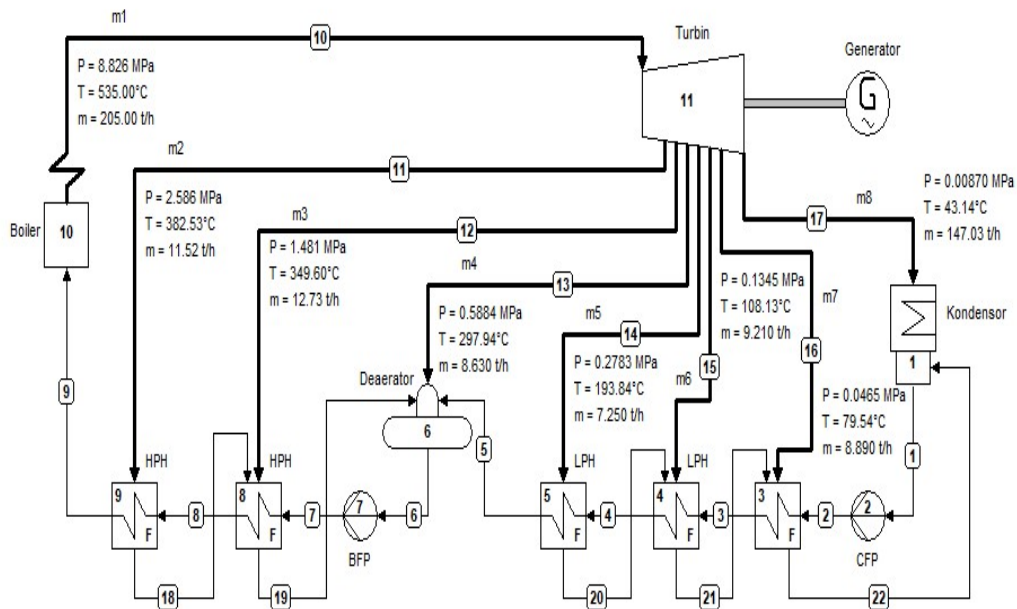 m1
10
Turbin
Generator
P = 8.826 MPa
T = 535.00°C
m = 205.00 t/h
11
G
m2
11
P = 2.586 MPa
T = 382.53°C
m = 11.52 t/h
Boiler
10
m3
12
P = 1.481 MPa
T = 349.60°C
m = 12.73 t/h
m4
13
P = 0.5884 MPa
T = 297.94°C
m = 8.630 t/h
m5
14
P = 0.2783 MPa
T = 193.84°C
m = 7.250 t/h
m6
15
P = 0.1345 MPa
T = 108.13°C
m = 9.210 t/h
m7
16
P = 0.0465 MPa
T = 79.54°C
m = 8.890 t/h
m8
17
P = 0.00870 MPa
T = 43.14°C
m = 147.03 t/h
Kondensor
1
1
Deaerator
6
9
5
HPH
HPH
LPH
LPH
9
F
8
8
F
7
7
6
5
F
4
4
F
3
3
F
2
2
BFP
CFP
18
19
20
21
22